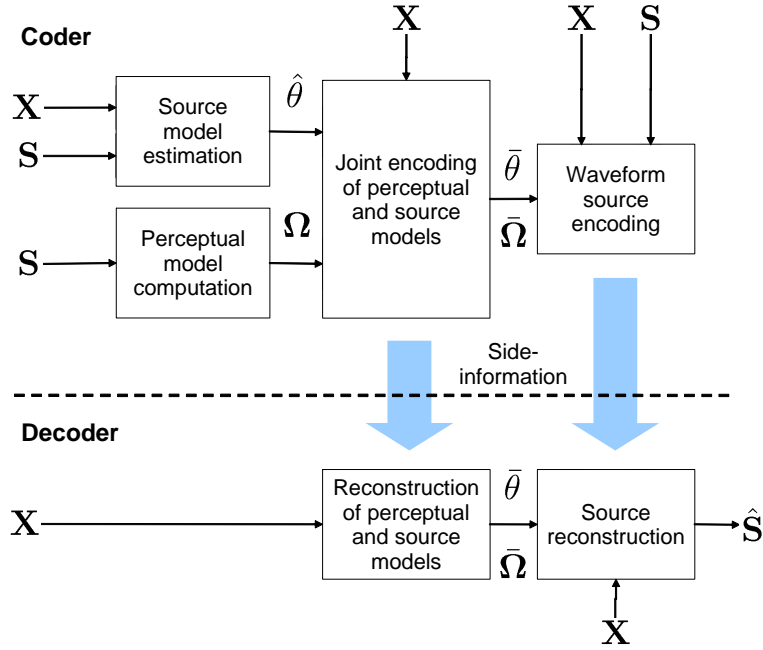 Coder
X
X
S
X
Source
model
estimation
θ̂
S
Joint encoding
of perceptual
and source
models
θ̄
Ω̄
Waveform
source
encoding
S
Perceptual
model
computation
Ω
Side-
information
Decoder
X
Reconstruction
of perceptual
and source
models
θ̄
Ω̄
Source
reconstruction
Ŝ
X